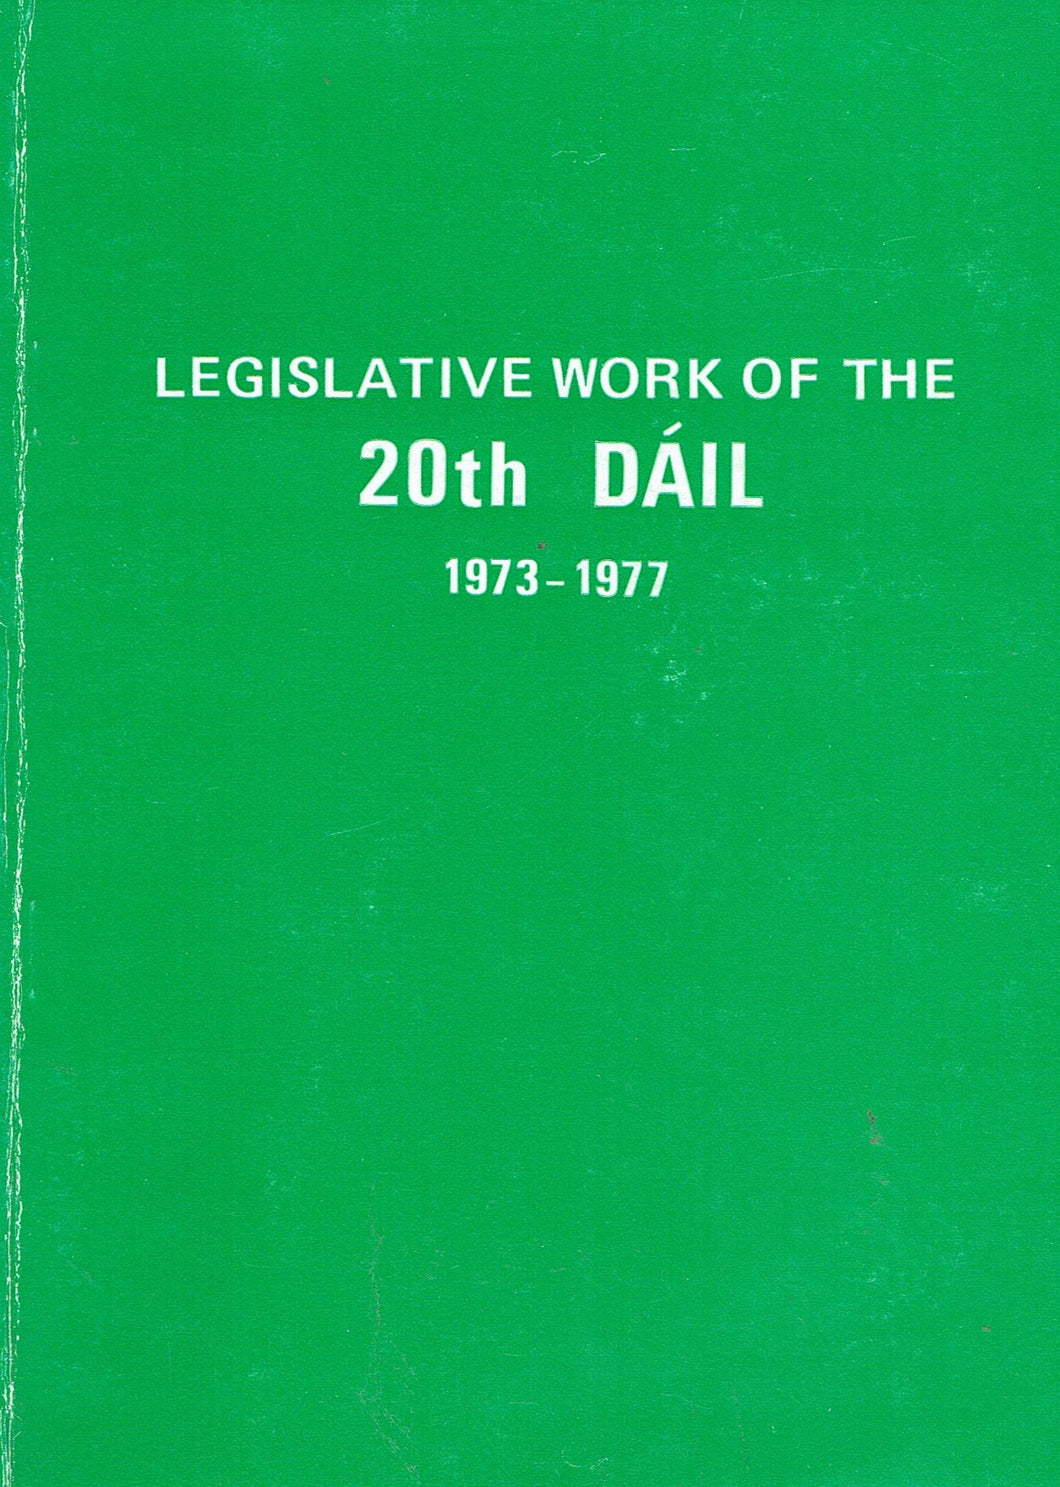 LEGISLATIVE WORK OF THE
20th DÁIL
1973-1977